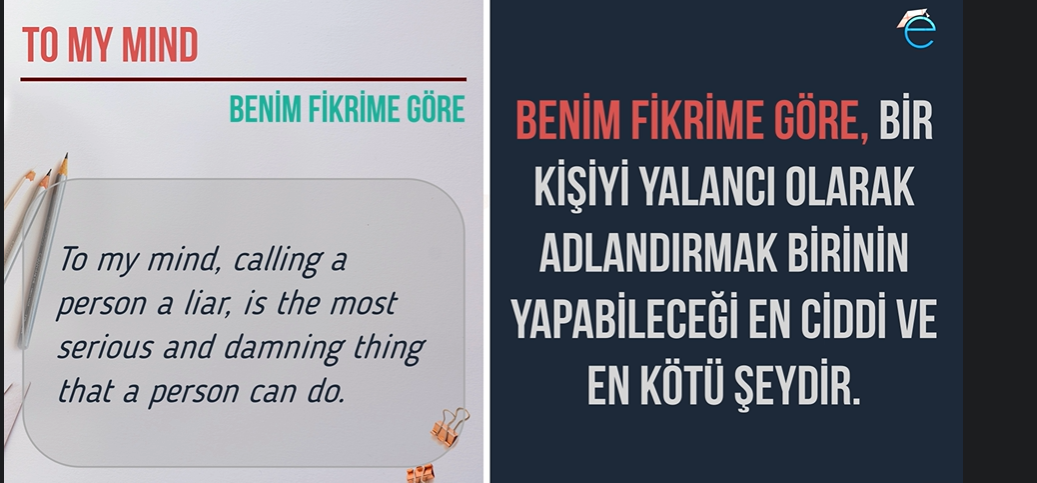 TO MY MIND
BENİM FİKRİME GÖRE
To my mind, calling a
person a liar, is the most
serious and damning thing
that a person can do.
e
BENİM FİKRİME GÖRE, BİR
KİŞİYİ YALANCI OLARAK
ADLANDIRMAK BİRİNİN
YAPABİLECEĞİ EN CİDDİ VE
EN KÖTÜ ŞEYDİR.